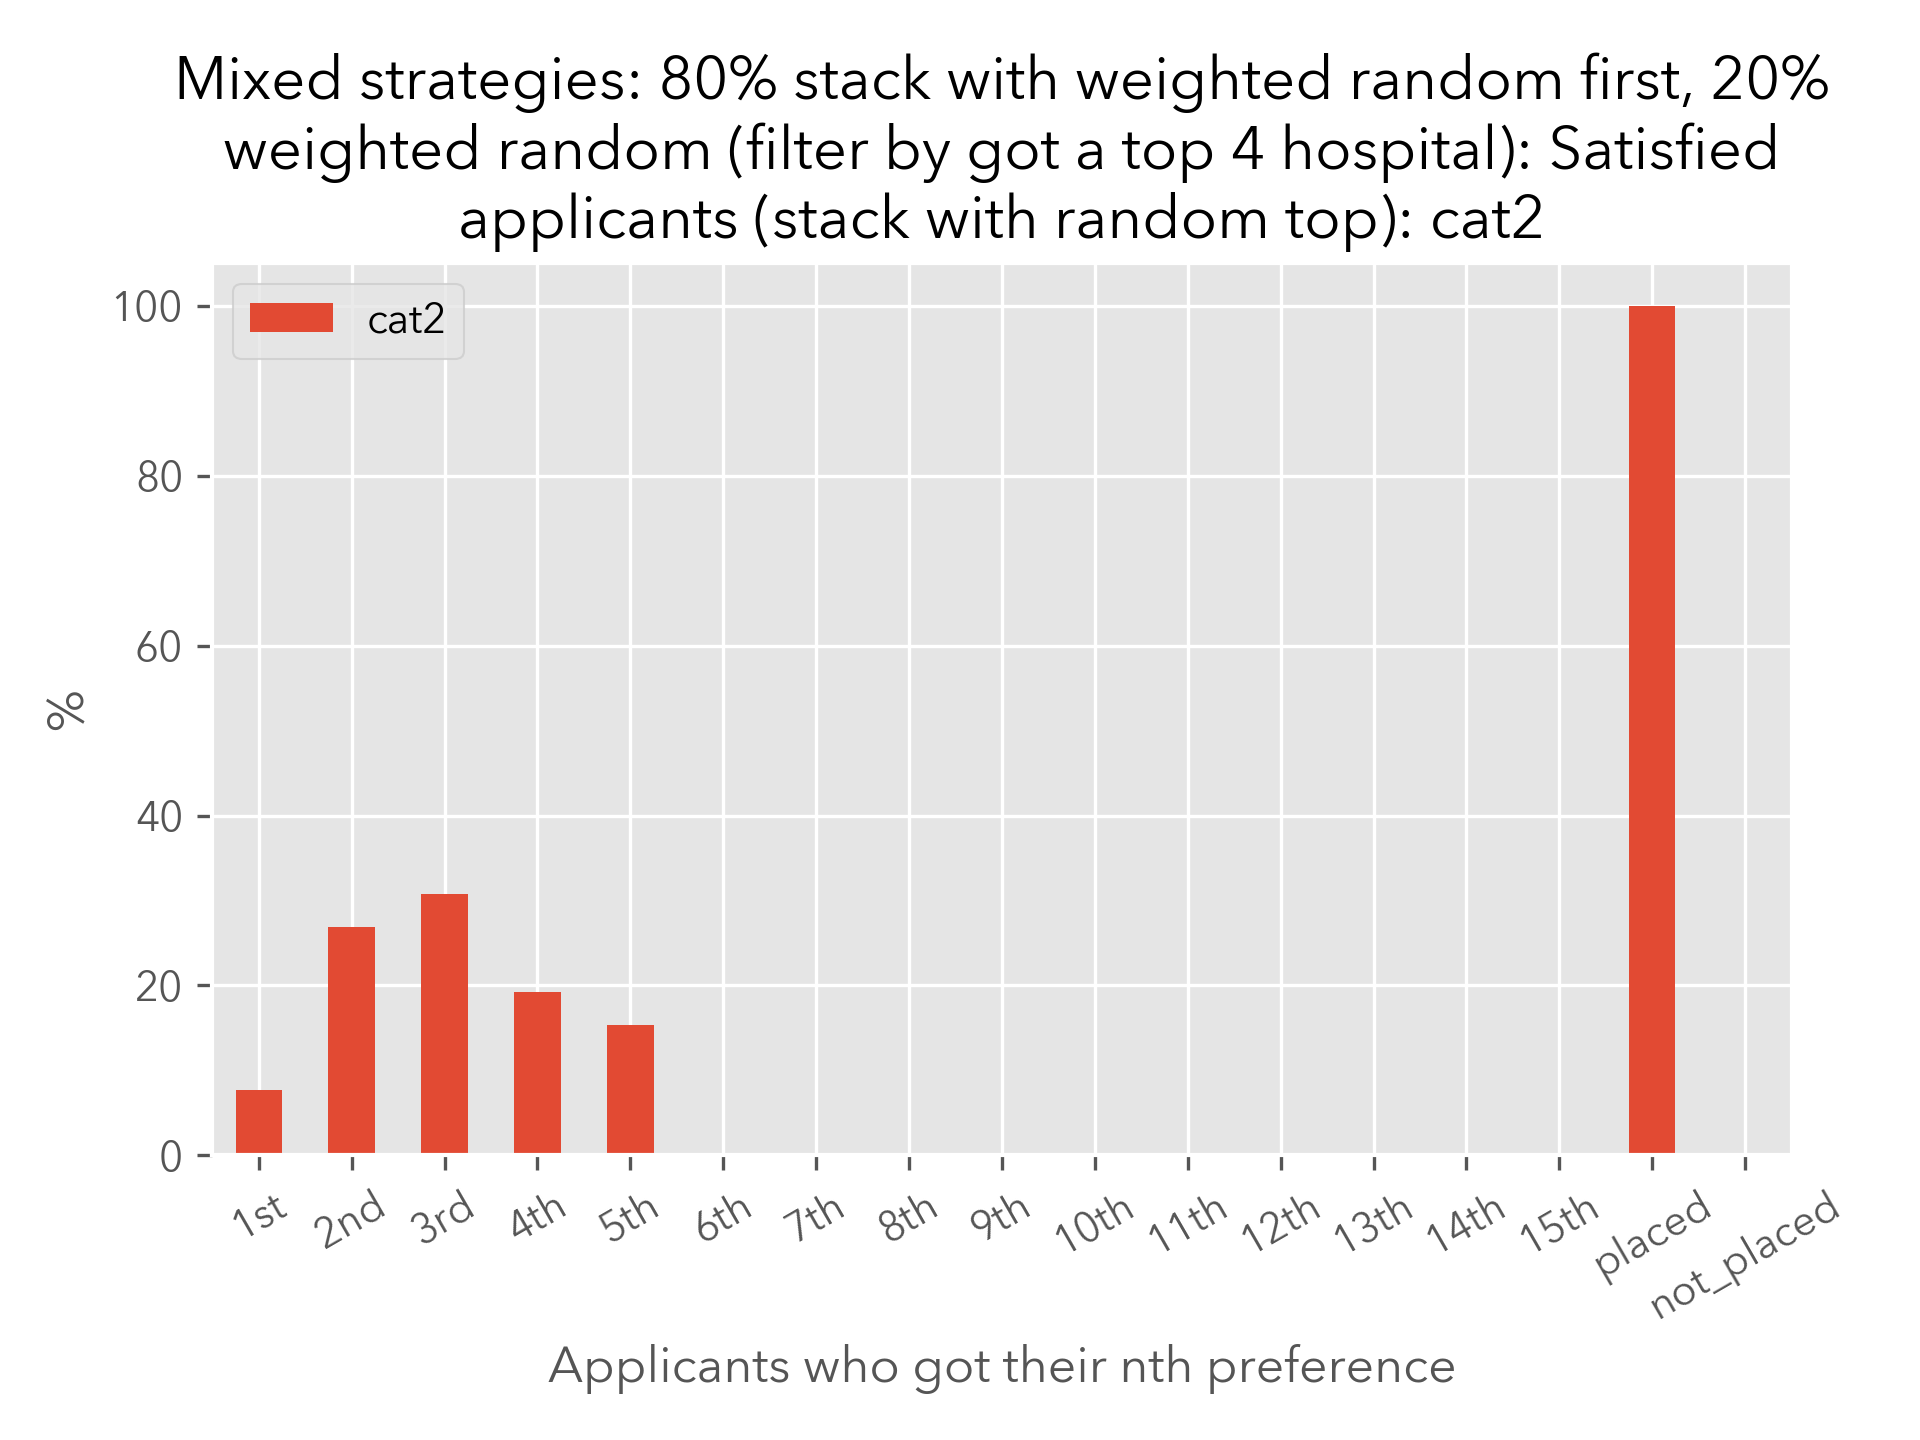 Mixed strategies: 80% stack with weighted random first, 20%
weighted random (filter by got a top 4 hospital): Satisfied
applicants (stack with random top): cat2
cat2
100
80
60
40
20
0
%
1st
2nd
3rd
4th
5th
6th
7th
8th
9th
10th
11th
12th
13th
14th
15th
placed
not_placed
Applicants who got their nth preference